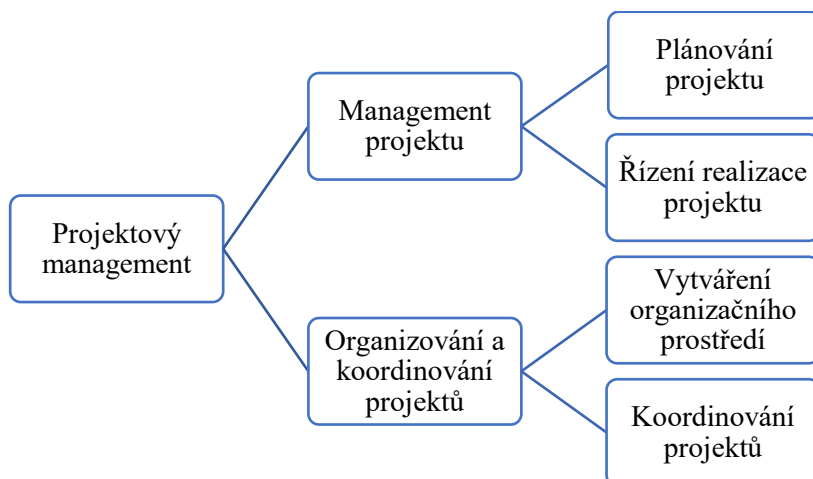 Projektový
management
Management
projektu
Plánování
projektu
Řízení realizace
projektu
Organizování a
koordinování
projektů
Vytváření
organizačního
prostředí
Koordinování
projektů